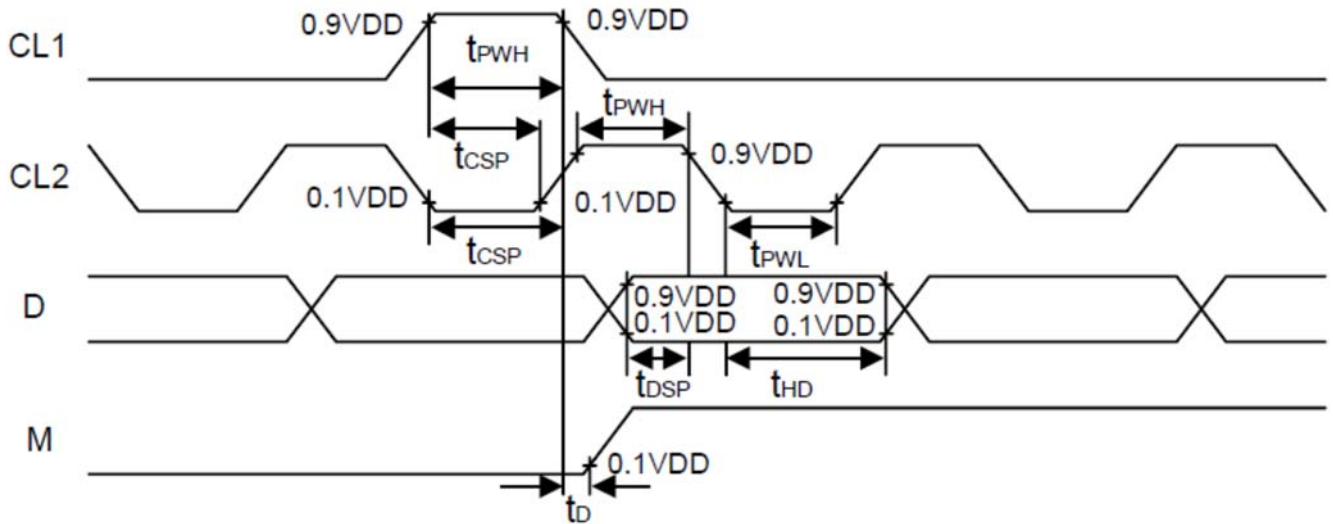 CL1 0.9VDD 0.9VDD
tPWH
tPWH
tCSP
CL2 0.9VDD
0.1VDD 0.1VDD
tCSP tPWL
D 0.9VDD 0.9VDD
0.1VDD 0.1VDD
tDSP tHD
M
0.1VDD
tD